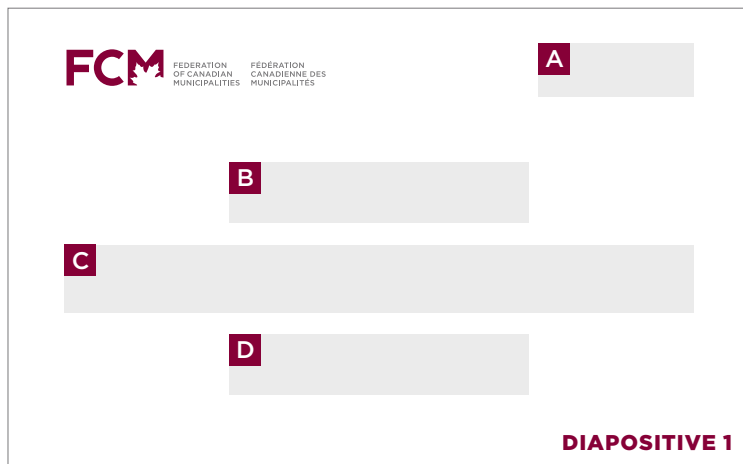 FCM
FEDERATION
OF CANADIAN
MUNICIPALITIES
FÉDÉRATION
CANADIENNE DES
MUNICIPALITÉS
A
B
C
D
DIAPOSITIVE 1